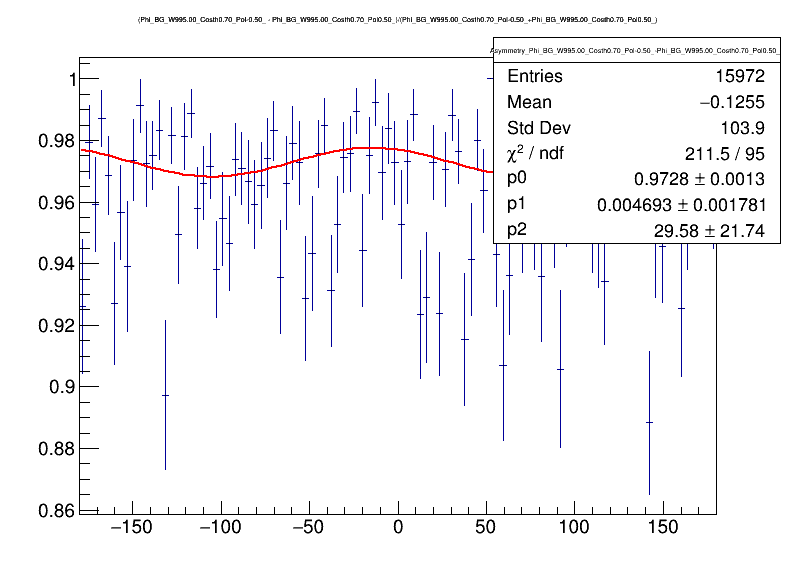 (Phi_BG_W995.00_Costh0.70_Pol-0.50_ - Phi_BG_W995.00_Costh0.70_Pol0.50_)/(Phi_BG_W995.00_Costh0.70_Pol-0.50_+Phi_BG_W995.00_Costh0.70_Pol0.50_)
Asymmetry_Phi_BG_W995.00_Costh0.70_Pol-0.50_-Phi_BG_W995.00_Costh0.70_Pol0.50_
Entries 15972
Mean −0.1255
Std Dev 103.9
χ² / ndf 211.5 / 95
p0 0.9728 ± 0.0013
p1 0.004693 ± 0.001781
p2 29.58 ± 21.74
1
0.98
0.96
0.94
0.92
0.9
0.88
0.86
−150 −100 −50 0 50 100 150